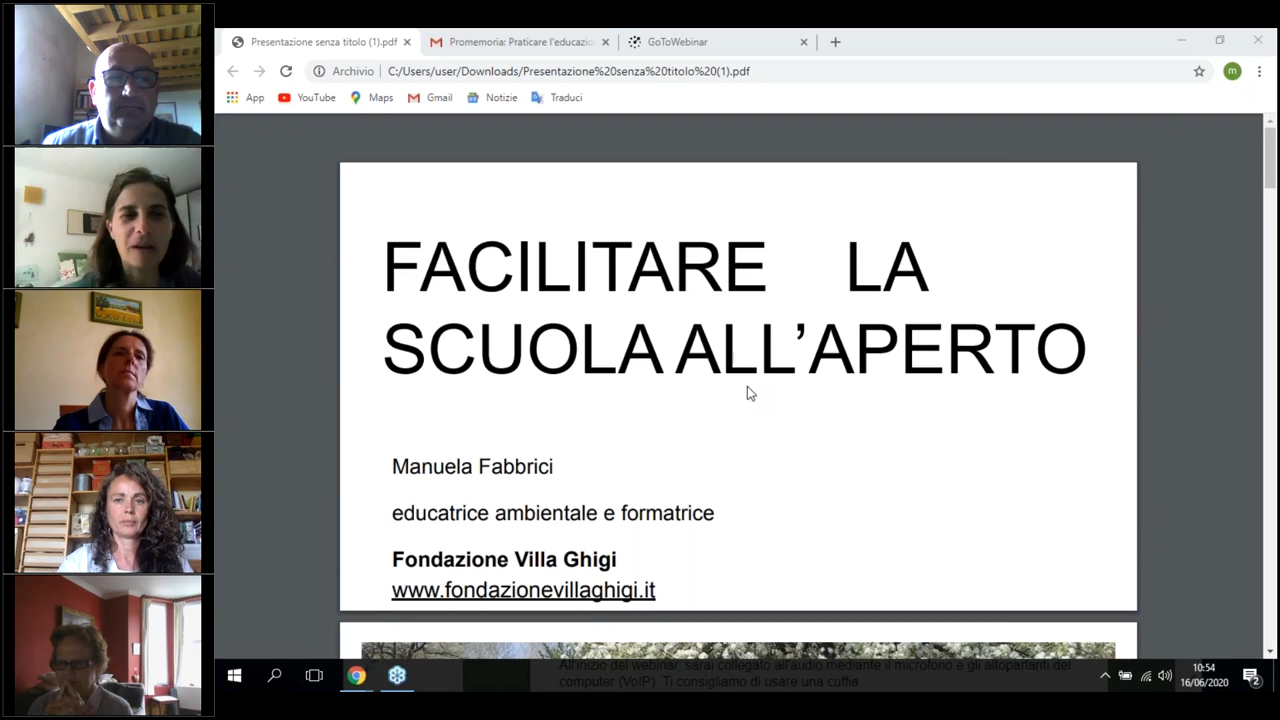 Presentazione senza titolo (1).pdf
Promemoria: Praticare l'educazio
GoToWebinar
Archivio
C:/Users/user/Downloads/Presentazione%20senza%20titolo%20(1).pdf
m
App
YouTube
Maps
Gmail
Notizie
Traduci
FACILITARE LA
SCUOLA ALL’APERTO
Manuela Fabbrici
educatrice ambientale e formatrice
Fondazione Villa Ghigi
www.fondazionevillaghigi.it
All'inizio del webinar, sarai collegato all'audio mediante il microfono e gli altoparlanti del
computer (VoIP). Ti consigliamo di usare una cuffia.
10:54
16/06/2020
2